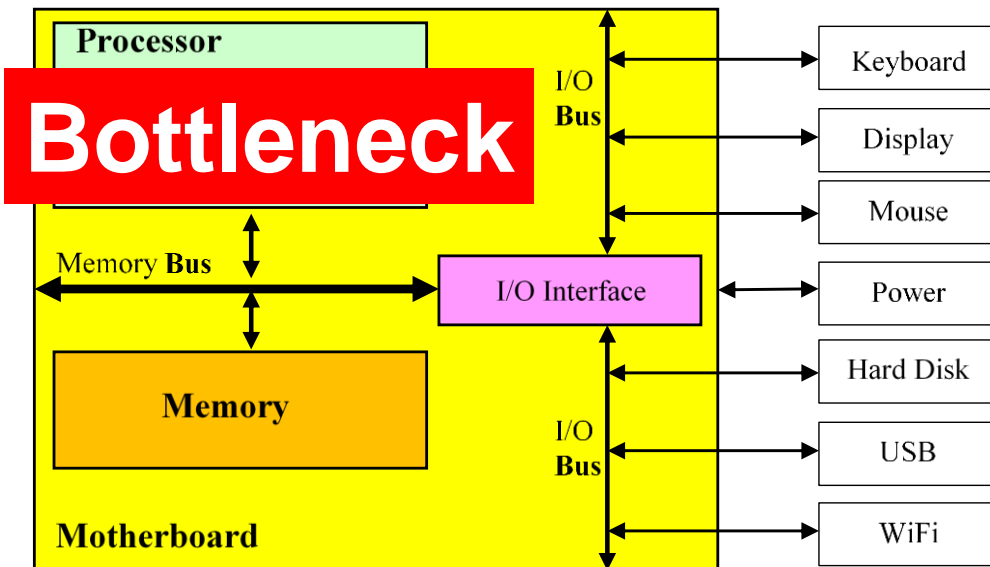 Processor
Bottleneck
I/O
Bus
Keyboard
Display
Mouse
Memory Bus
I/O Interface
Power
Memory
Hard Disk
I/O
Bus
USB
Motherboard
WiFi